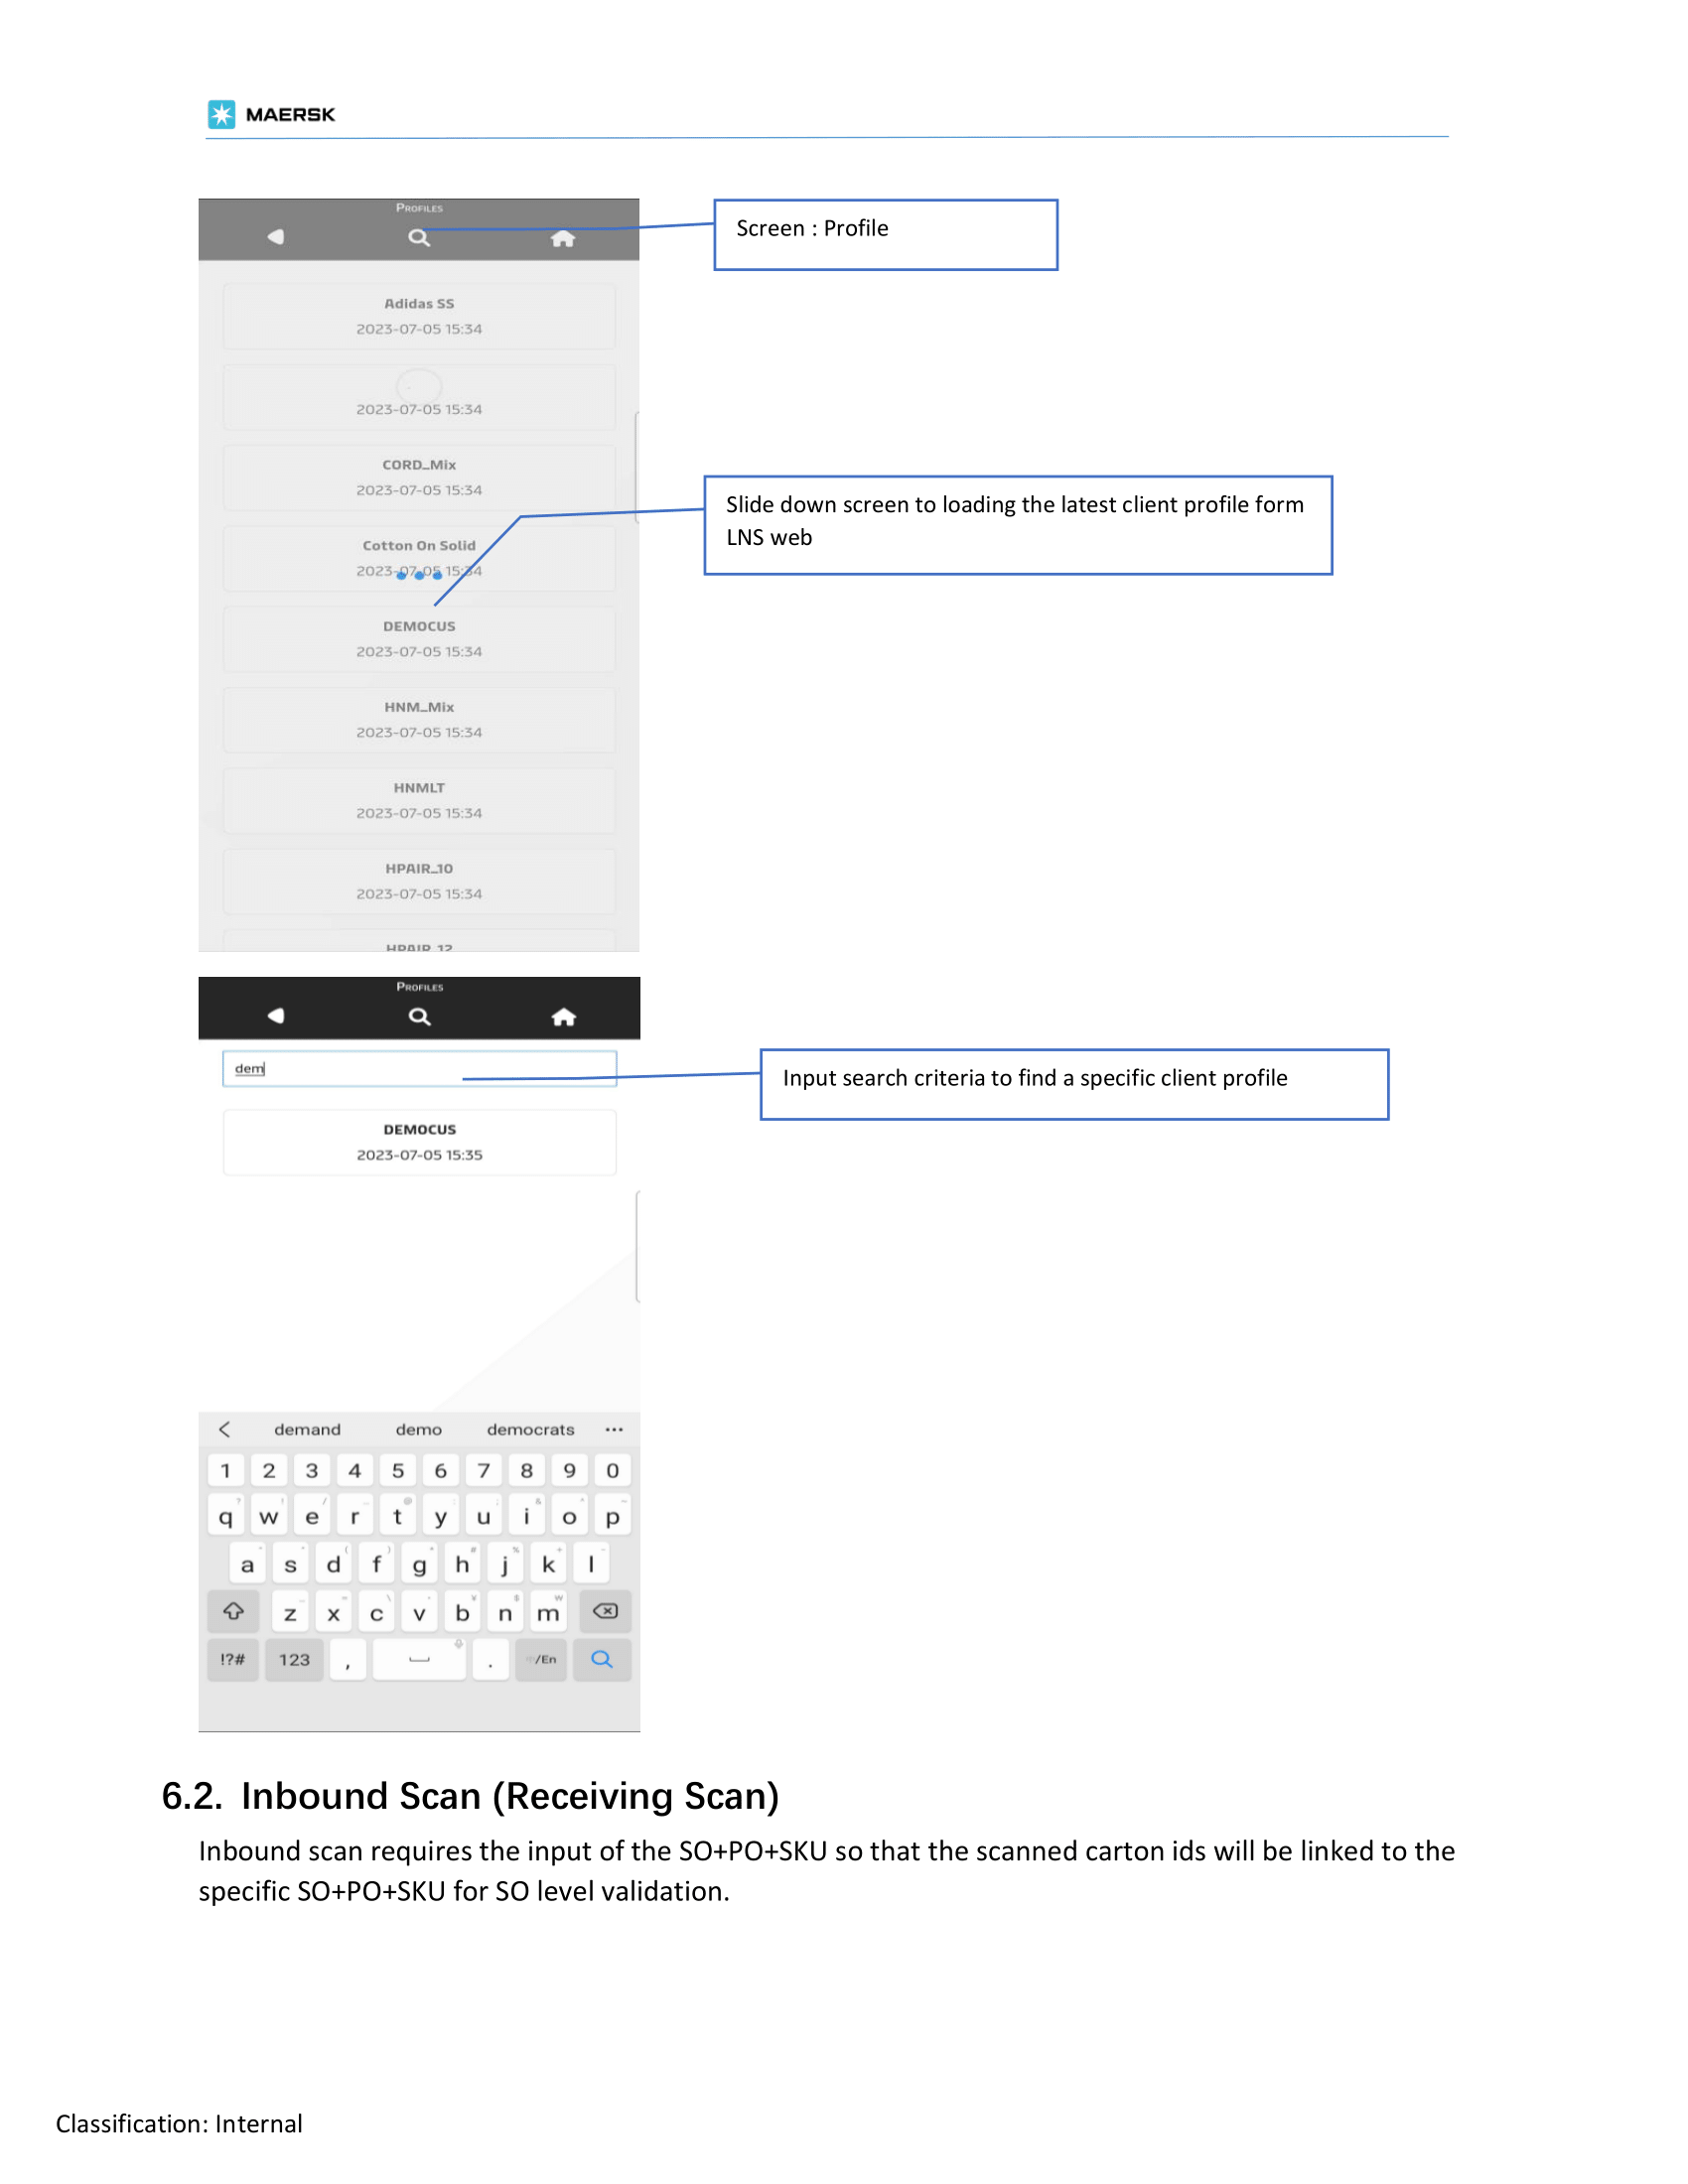 MAERSK
PROFILES
Screen : Profile
Adidas SS
2023-07-05 15:34
2023-07-05 15:34
CORD_Mix
2023-07-05 15:34
Slide down screen to loading the latest client profile form
LNS web
Cotton On Solid
2023-07-05 15:34
DEMOCUS
2023-07-05 15:34
HNM_Mix
2023-07-05 15:34
HNMLT
2023-07-05 15:34
HPAIR_10
2023-07-05 15:34
HPAIR_12
PROFILES
dem
Input search criteria to find a specific client profile
DEMOCUS
2023-07-05 15:35
demand demo democrats ...
1 2 3 4 5 6 7 8 9 0
q w e r t y u i o p
a s d f g h j k l
z x c v b n m
!?# 123 , . /En
6.2. Inbound Scan (Receiving Scan)
Inbound scan requires the input of the SO+PO+SKU so that the scanned carton ids will be linked to the
specific SO+PO+SKU for SO level validation.
Classification: Internal